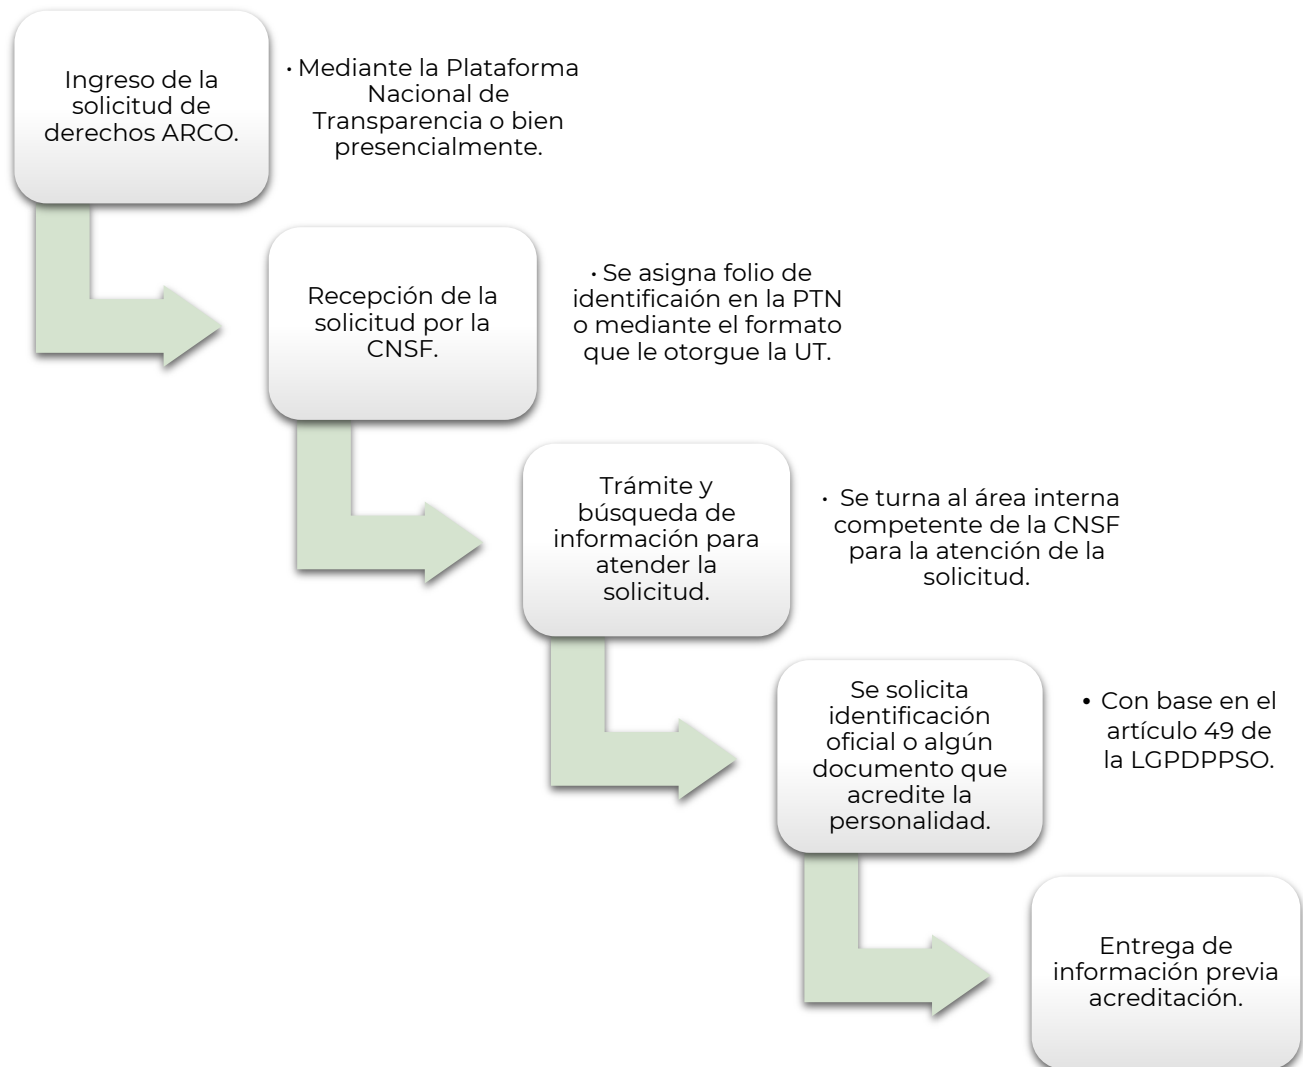 Ingreso de la
solicitud de
derechos ARCO.
• Mediante la Plataforma
Nacional de
Transparencia o bien
presencialmente.
Recepción de la
solicitud por la
CNSF.
• Se asigna folio de
identificaión en la PTN
o mediante el formato
que le otorgue la UT.
Trámite y
búsqueda de
información para
atender la
solicitud.
• Se turna al área interna
competente de la CNSF
para la atención de la
solicitud.
Se solicita
identificación
oficial o algún
documento que
acredite la
personalidad.
• Con base en el
artículo 49 de
la LGPDPPSO.
Entrega de
información previa
acreditación.